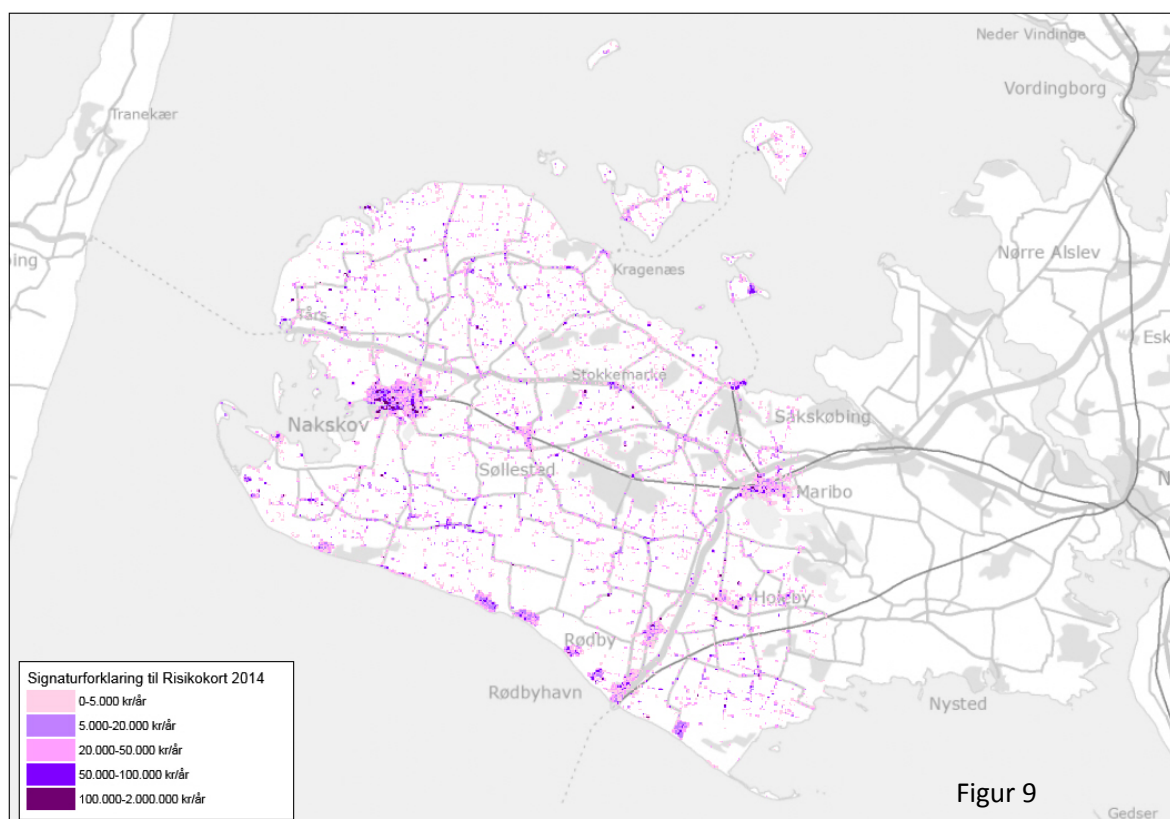 Neder Vindinge
Vordingborg
Tranekær
Nørre Alslev
ping
Kragenæs
Esk
Tårs
Stokkemarke
Sakskøbing
Nakskov
Søllested
Maribo
N
Holeby
Rødby
Rødbyhavn
Nysted
Signaturforklaring til Risikokort 2014
0-5.000 kr/år
5.000-20.000 kr/år
20.000-50.000 kr/år
50.000-100.000 kr/år
100.000-2.000.000 kr/år
Figur 9
Gedser